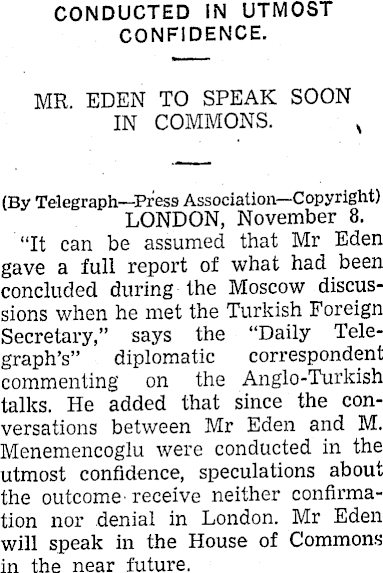 CONDUCTED IN UTMOST
CONFIDENCE.
MR. EDEN TO SPEAK SOON
IN COMMONS.
(By Telegraph—Press Association—Copyright)
LONDON, November 8.
"It can be assumed that Mr Eden
gave a full report of what had been
concluded during the Moscow discus-
sions when he met the Turkish Foreign
Secretary," says the "Daily Tele-
graph's" diplomatic correspondent
commenting on the Anglo-Turkish
talks. He added that since the con-
versations between Mr Eden and M.
Menemencoglu were conducted in the
utmost confidence, speculations about
the outcome receive neither confirma-
tion nor denial in London. Mr Eden
will speak in the House of Commons
in the near future.